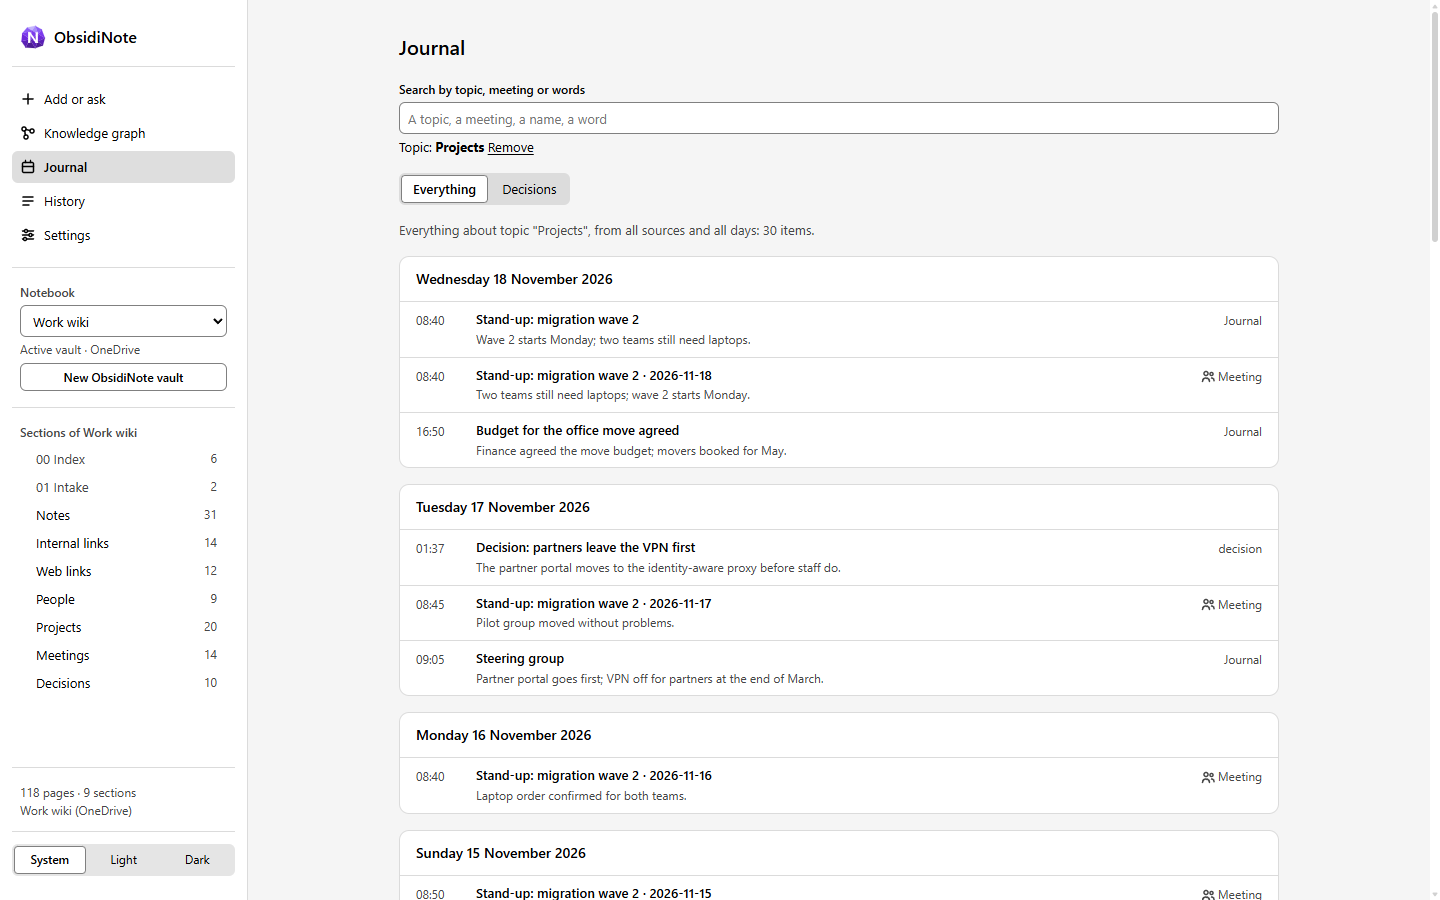 ObsidiNote
Add or ask
Knowledge graph
Journal
History
Settings
Notebook
Work wiki
Active vault · OneDrive
New ObsidiNote vault
Sections of Work wiki
00 Index 6
01 Intake 2
Notes 31
Internal links 14
Web links 12
People 9
Projects 20
Meetings 14
Decisions 10
118 pages · 9 sections
Work wiki (OneDrive)
System Light Dark
Journal
Search by topic, meeting or words
A topic, a meeting, a name, a word
Topic: Projects Remove
Everything Decisions
Everything about topic "Projects", from all sources and all days: 30 items.
Wednesday 18 November 2026
08:40 Stand-up: migration wave 2 Journal
Wave 2 starts Monday; two teams still need laptops.
08:40 Stand-up: migration wave 2 · 2026-11-18 Meeting
Two teams still need laptops; wave 2 starts Monday.
16:50 Budget for the office move agreed Journal
Finance agreed the move budget; movers booked for May.
Tuesday 17 November 2026
01:37 Decision: partners leave the VPN first decision
The partner portal moves to the identity-aware proxy before staff do.
08:45 Stand-up: migration wave 2 · 2026-11-17 Meeting
Pilot group moved without problems.
09:05 Steering group Journal
Partner portal goes first; VPN off for partners at the end of March.
Monday 16 November 2026
08:40 Stand-up: migration wave 2 · 2026-11-16 Meeting
Laptop order confirmed for both teams.
Sunday 15 November 2026
08:50 Stand-up: migration wave 2 · 2026-11-15 Meeting